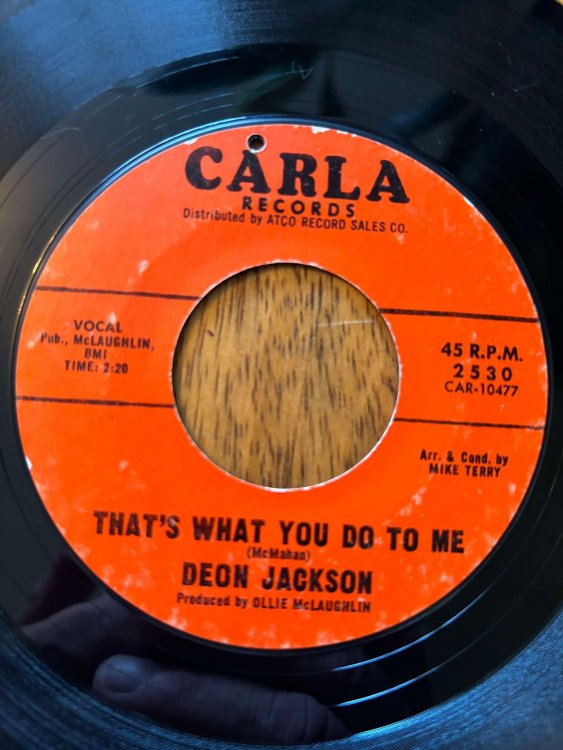 CARLA
RECORDS
Distributed by ATCO RECORD SALES CO.
VOCAL
Pub., McLAUGHLIN,
BMI
TIME: 2:20
45 R.P.M.
2530
CAR-10477
Arr. & Cond. by
MIKE TERRY
THAT'S WHAT YOU DO TO ME
(McMahan)
DEON JACKSON
Produced by OLLIE McLAUGHLIN